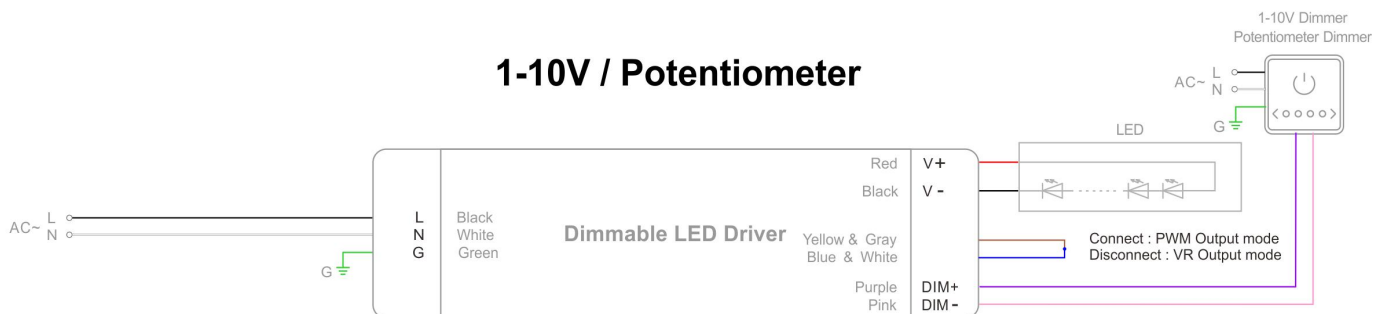 1-10V Dimmer
Potentiometer Dimmer
1-10V / Potentiometer
AC~ L
N
G
LED
Red V+
Black V -
AC~ L
N
G
L Black
N White
G Green
Dimmable LED Driver
Yellow & Gray
Blue & White
Connect : PWM Output mode
Disconnect : VR Output mode
Purple DIM+
Pink DIM -